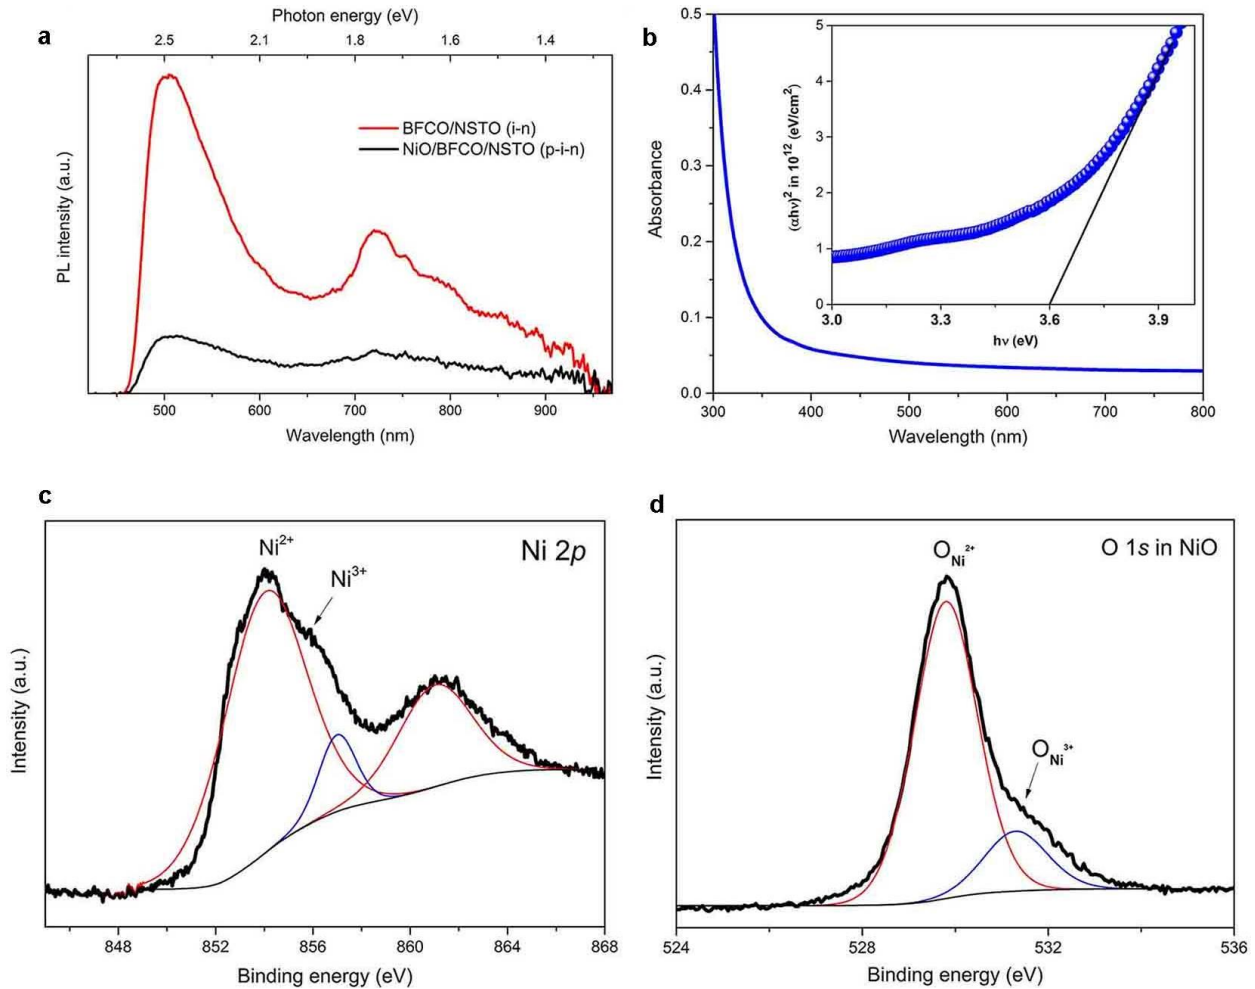 a
Photon energy (eV)
2.5 2.1 1.8 1.6 1.4
BFCO/NSTO (i-n)
NiO/BFCO/NSTO (p-i-n)
PL intensity (a.u.)
500 600 700 800 900
Wavelength (nm)
b
0.5
0.4
0.3
0.2
0.1
0.0
Absorbance
300 400 500 600 700 800
Wavelength (nm)
5
4
3
2
1
0
(αhν)² in 10¹² (eV/cm²)
3.0 3.3 3.6 3.9
hν (eV)
c
Ni 2p
Ni²⁺
Ni³⁺
Intensity (a.u.)
848 852 856 860 864 868
Binding energy (eV)
d
O 1s in NiO
O Ni²⁺
O Ni³⁺
Intensity (a.u.)
524 528 532 536
Binding energy (eV)